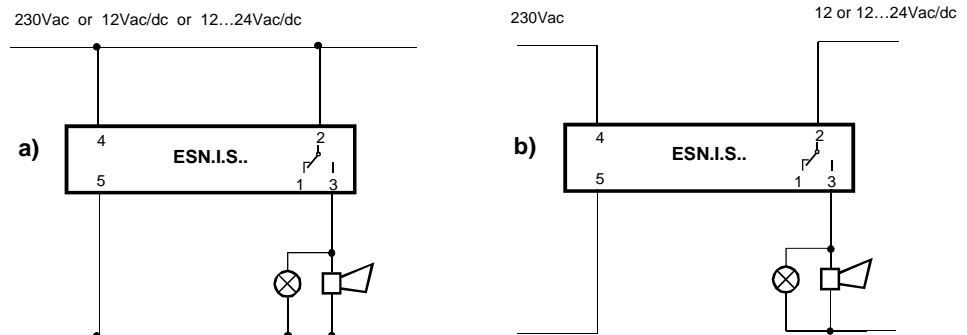 230Vac or 12Vac/dc or 12...24Vac/dc
4
2
a)
ESN.I.S..
5
1
3
230Vac
12 or 12...24Vac/dc
4
2
b)
ESN.I.S..
5
1
3